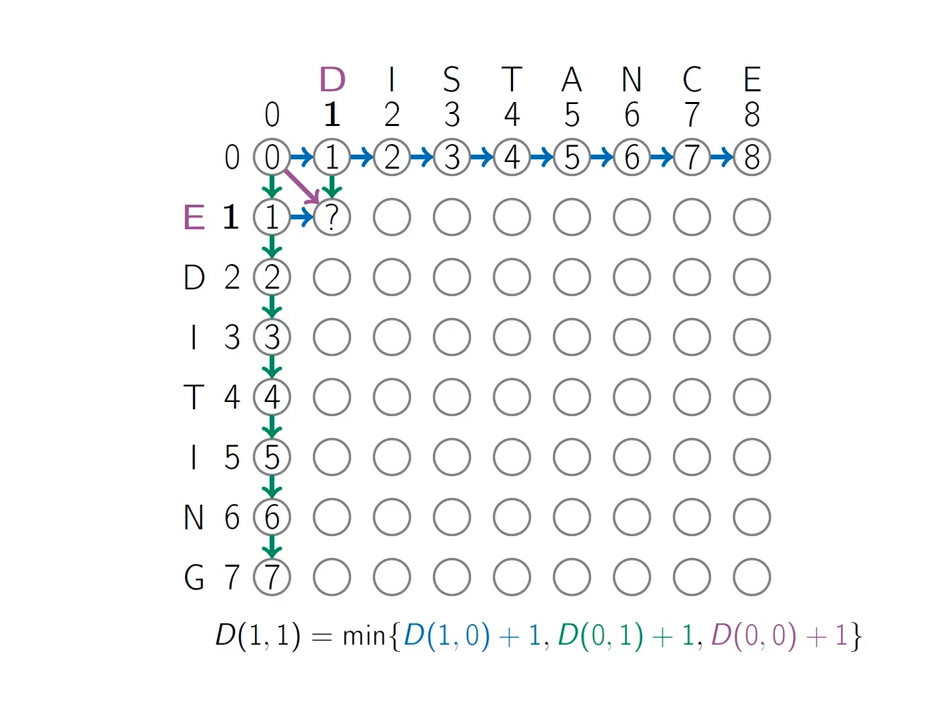 D I S T A N C E
0 1 2 3 4 5 6 7 8
0 0 1 2 3 4 5 6 7 8
E 1 1 ?
D 2 2
I 3 3
T 4 4
I 5 5
N 6 6
G 7 7
D(1, 1) = min{D(1, 0) + 1, D(0, 1) + 1, D(0, 0) + 1}